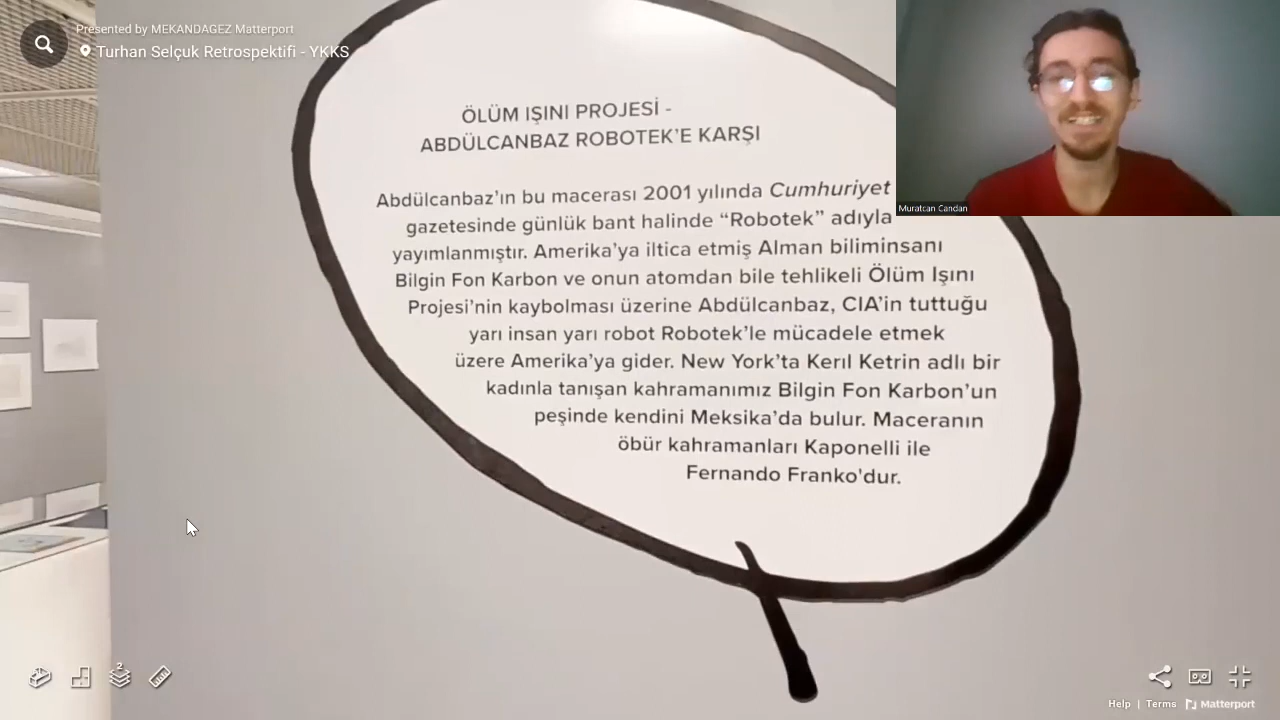 Presented by MEKANDAGEZ Matterport
Turhan Selçuk Retrospektifi - YKKS
Muratcan Candan
ÖLÜM IŞINI PROJESİ -
ABDÜLCANBAZ ROBOTEK’E KARŞI
Abdülcanbaz’ın bu macerası 2001 yılında Cumhuriyet
gazetesinde günlük bant halinde “Robotek” adıyla
yayımlanmıştır. Amerika’ya iltica etmiş Alman biliminsanı
Bilgin Fon Karbon ve onun atomdan bile tehlikeli Ölüm Işını
Projesi’nin kaybolması üzerine Abdülcanbaz, CIA’in tuttuğu
yarı insan yarı robot Robotek’le mücadele etmek
üzere Amerika’ya gider. New York’ta Kerıl Ketrin adlı bir
kadınla tanışan kahramanımız Bilgin Fon Karbon’un
peşinde kendini Meksika’da bulur. Maceranın
öbür kahramanları Kaponelli ile
Fernando Franko'dur.
2
Help | Terms Matterport